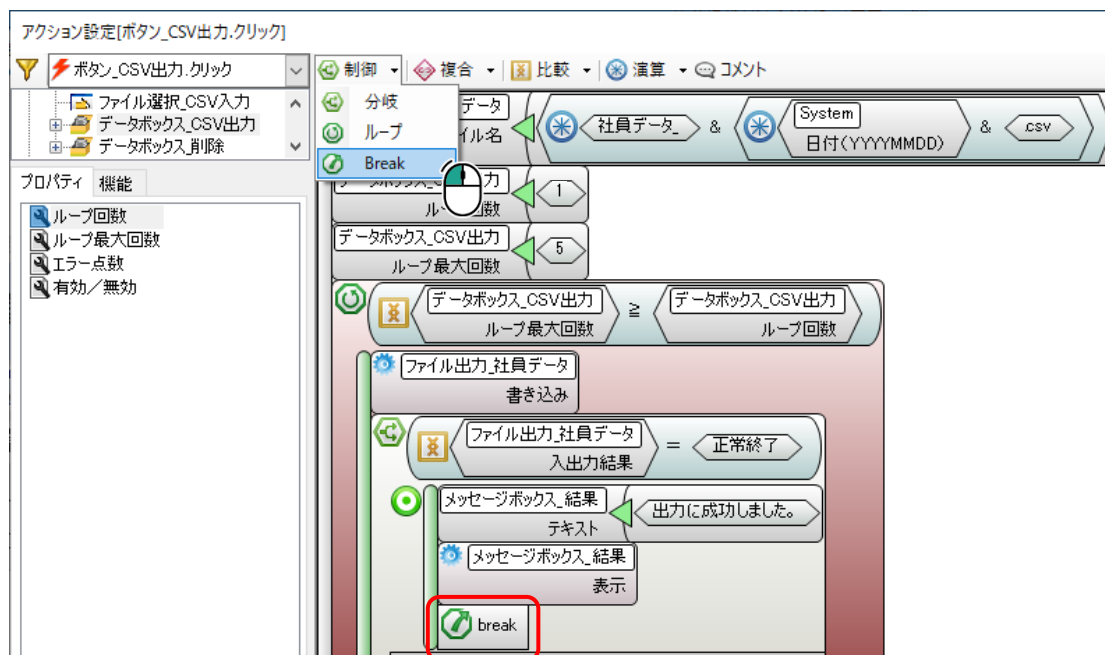 アクション設定[ボタン_CSV出力.クリック]
ボタン_CSV出力.クリック
制御 複合 比較 演算 コメント
ファイル選択_CSV入力
データボックス_CSV出力
データボックス_削除
分岐
ループ
Break
データ
イル名
社員データ_ & System 日付(YYYYMMDD) & .csv
プロパティ 機能
ループ回数
ループ最大回数
エラー点数
有効／無効
力
ループ回数
1
データボックス_CSV出力
ループ最大回数
5
データボックス_CSV出力 ≧ データボックス_CSV出力
ループ最大回数 ループ回数
ファイル出力_社員データ
書き込み
ファイル出力_社員データ = 正常終了
入出力結果
メッセージボックス_結果 出力に成功しました。
テキスト
メッセージボックス_結果
表示
break